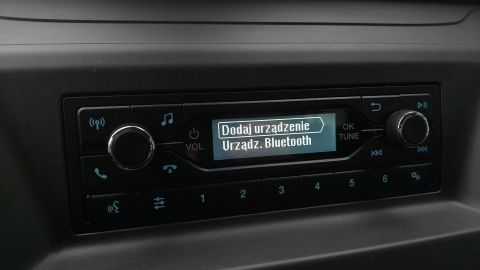 Dodaj urządzenie
Urządz. Bluetooth
VOL
OK
TUNE
1 2 3 4 5 6